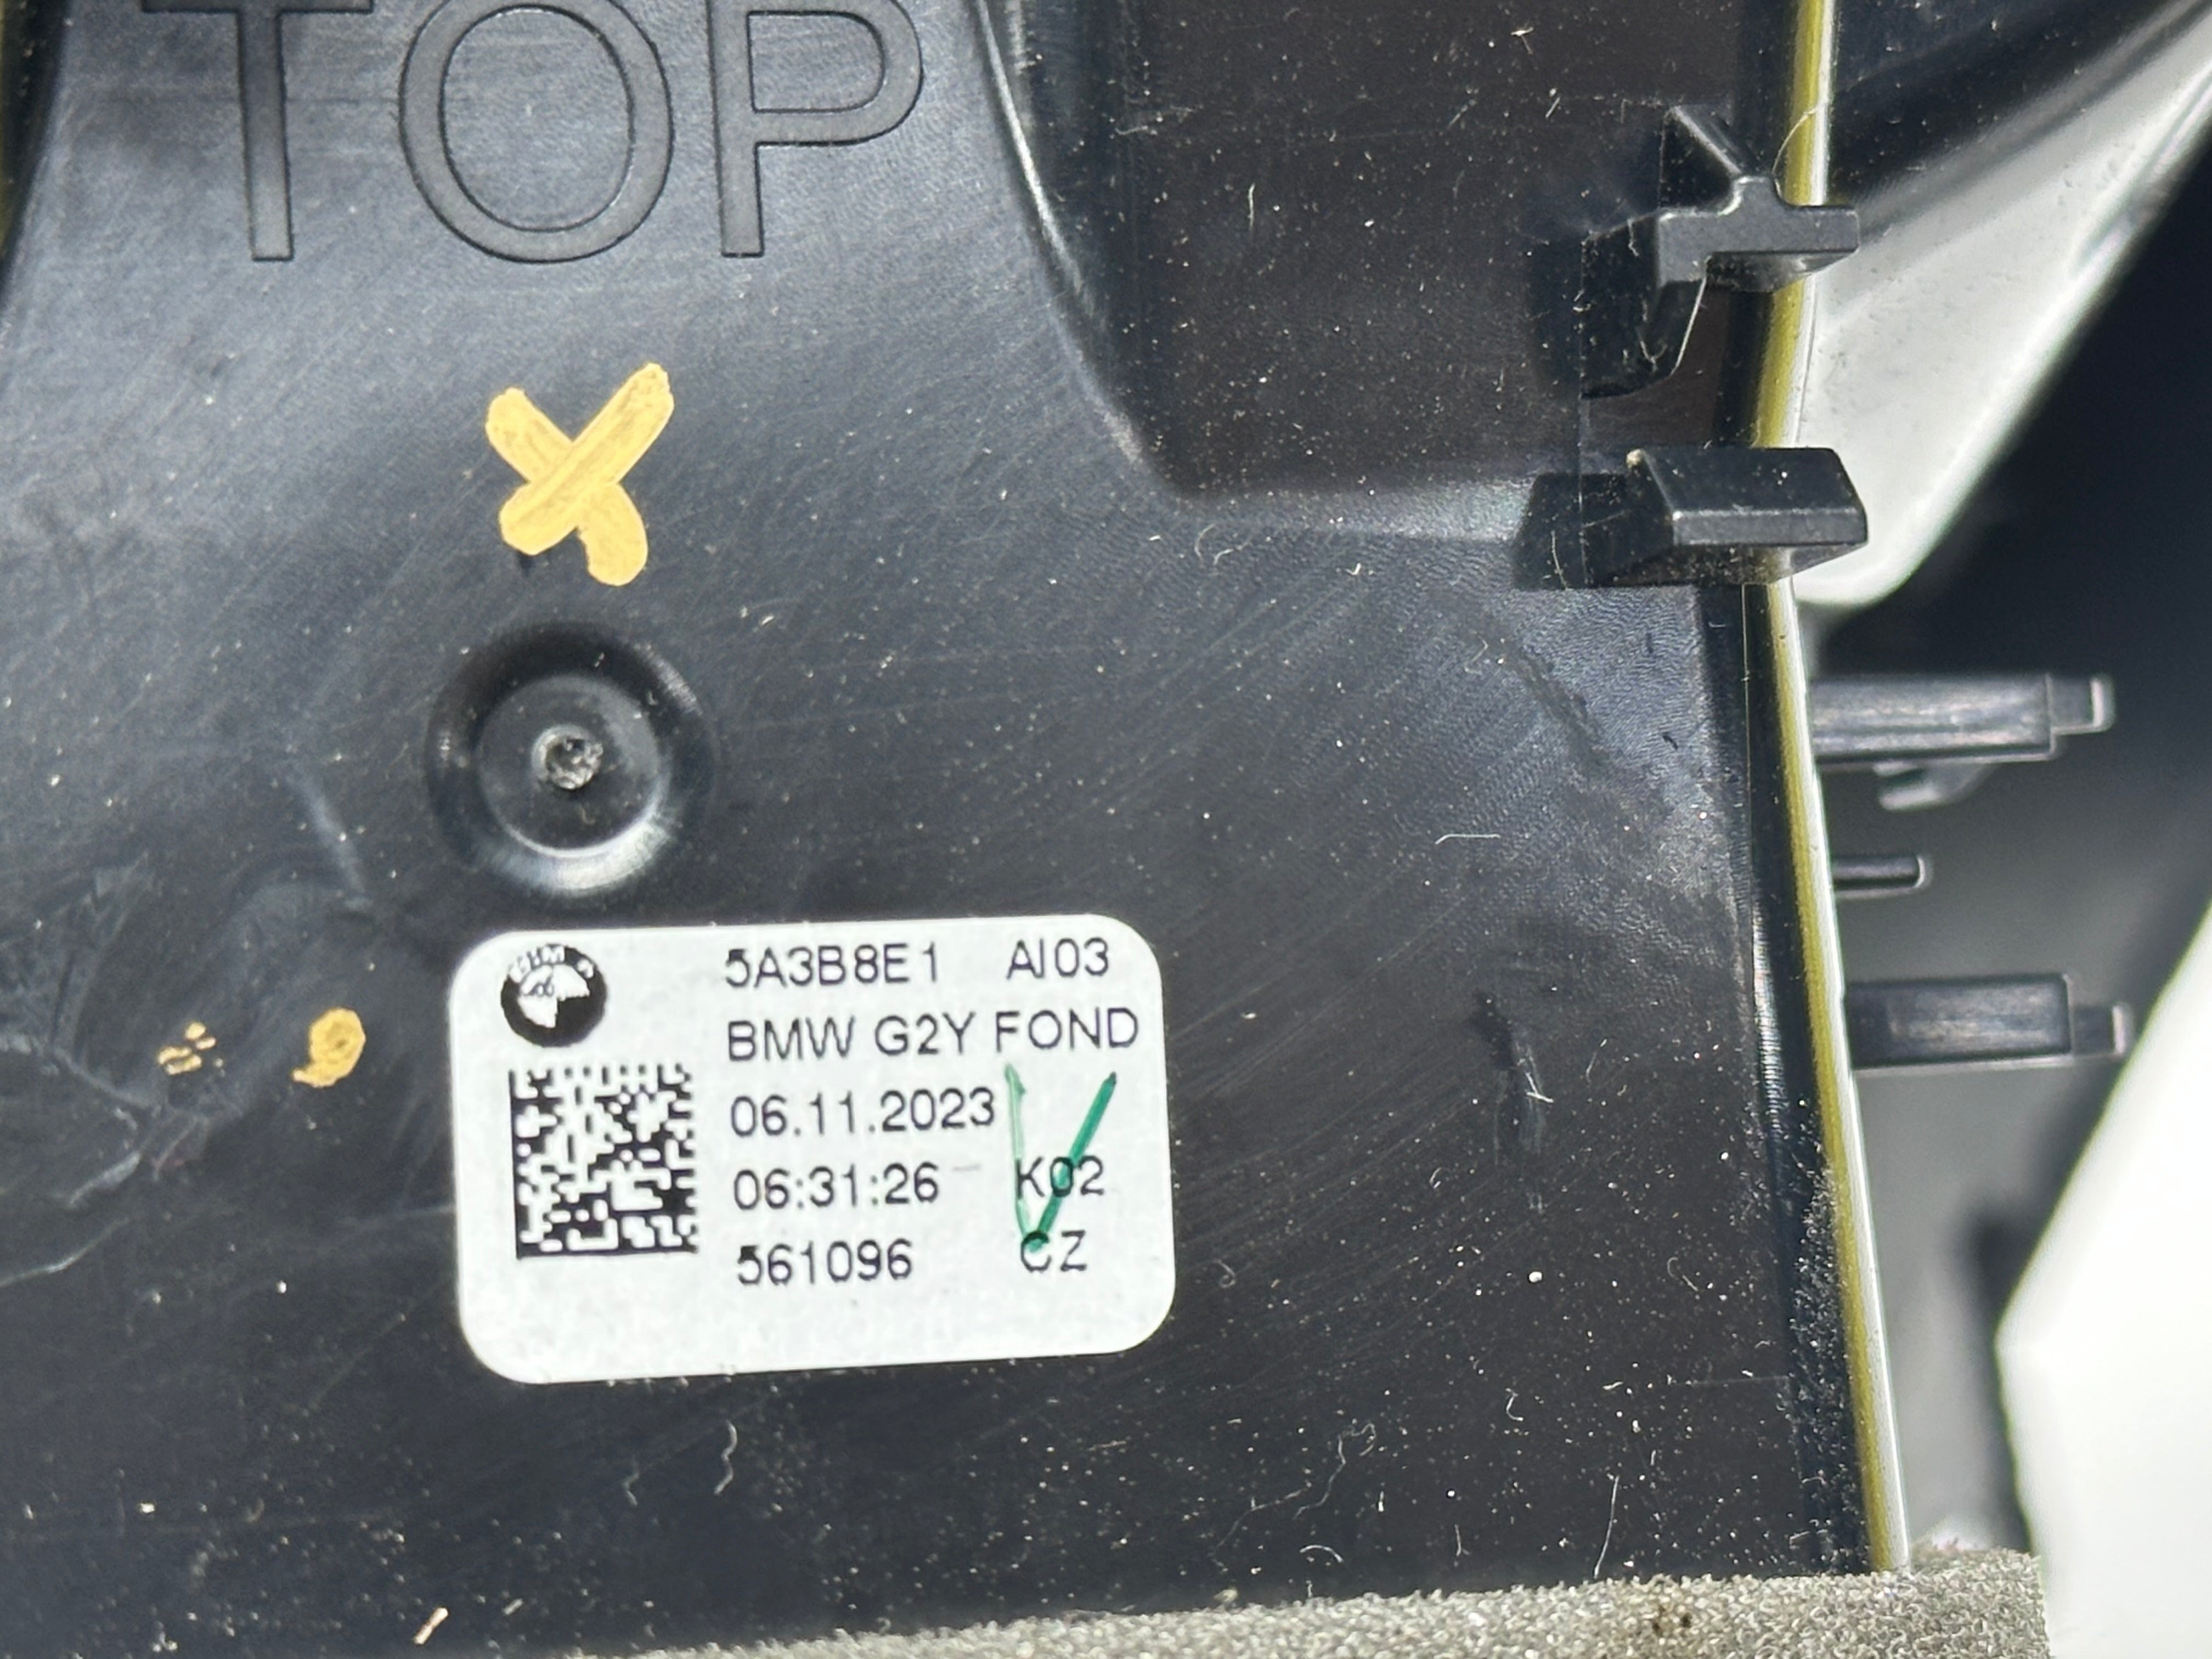 TOP
5A3B8E1 AI03
BMW G2Y FOND
06.11.2023
06:31:26 K02
561096 CZ